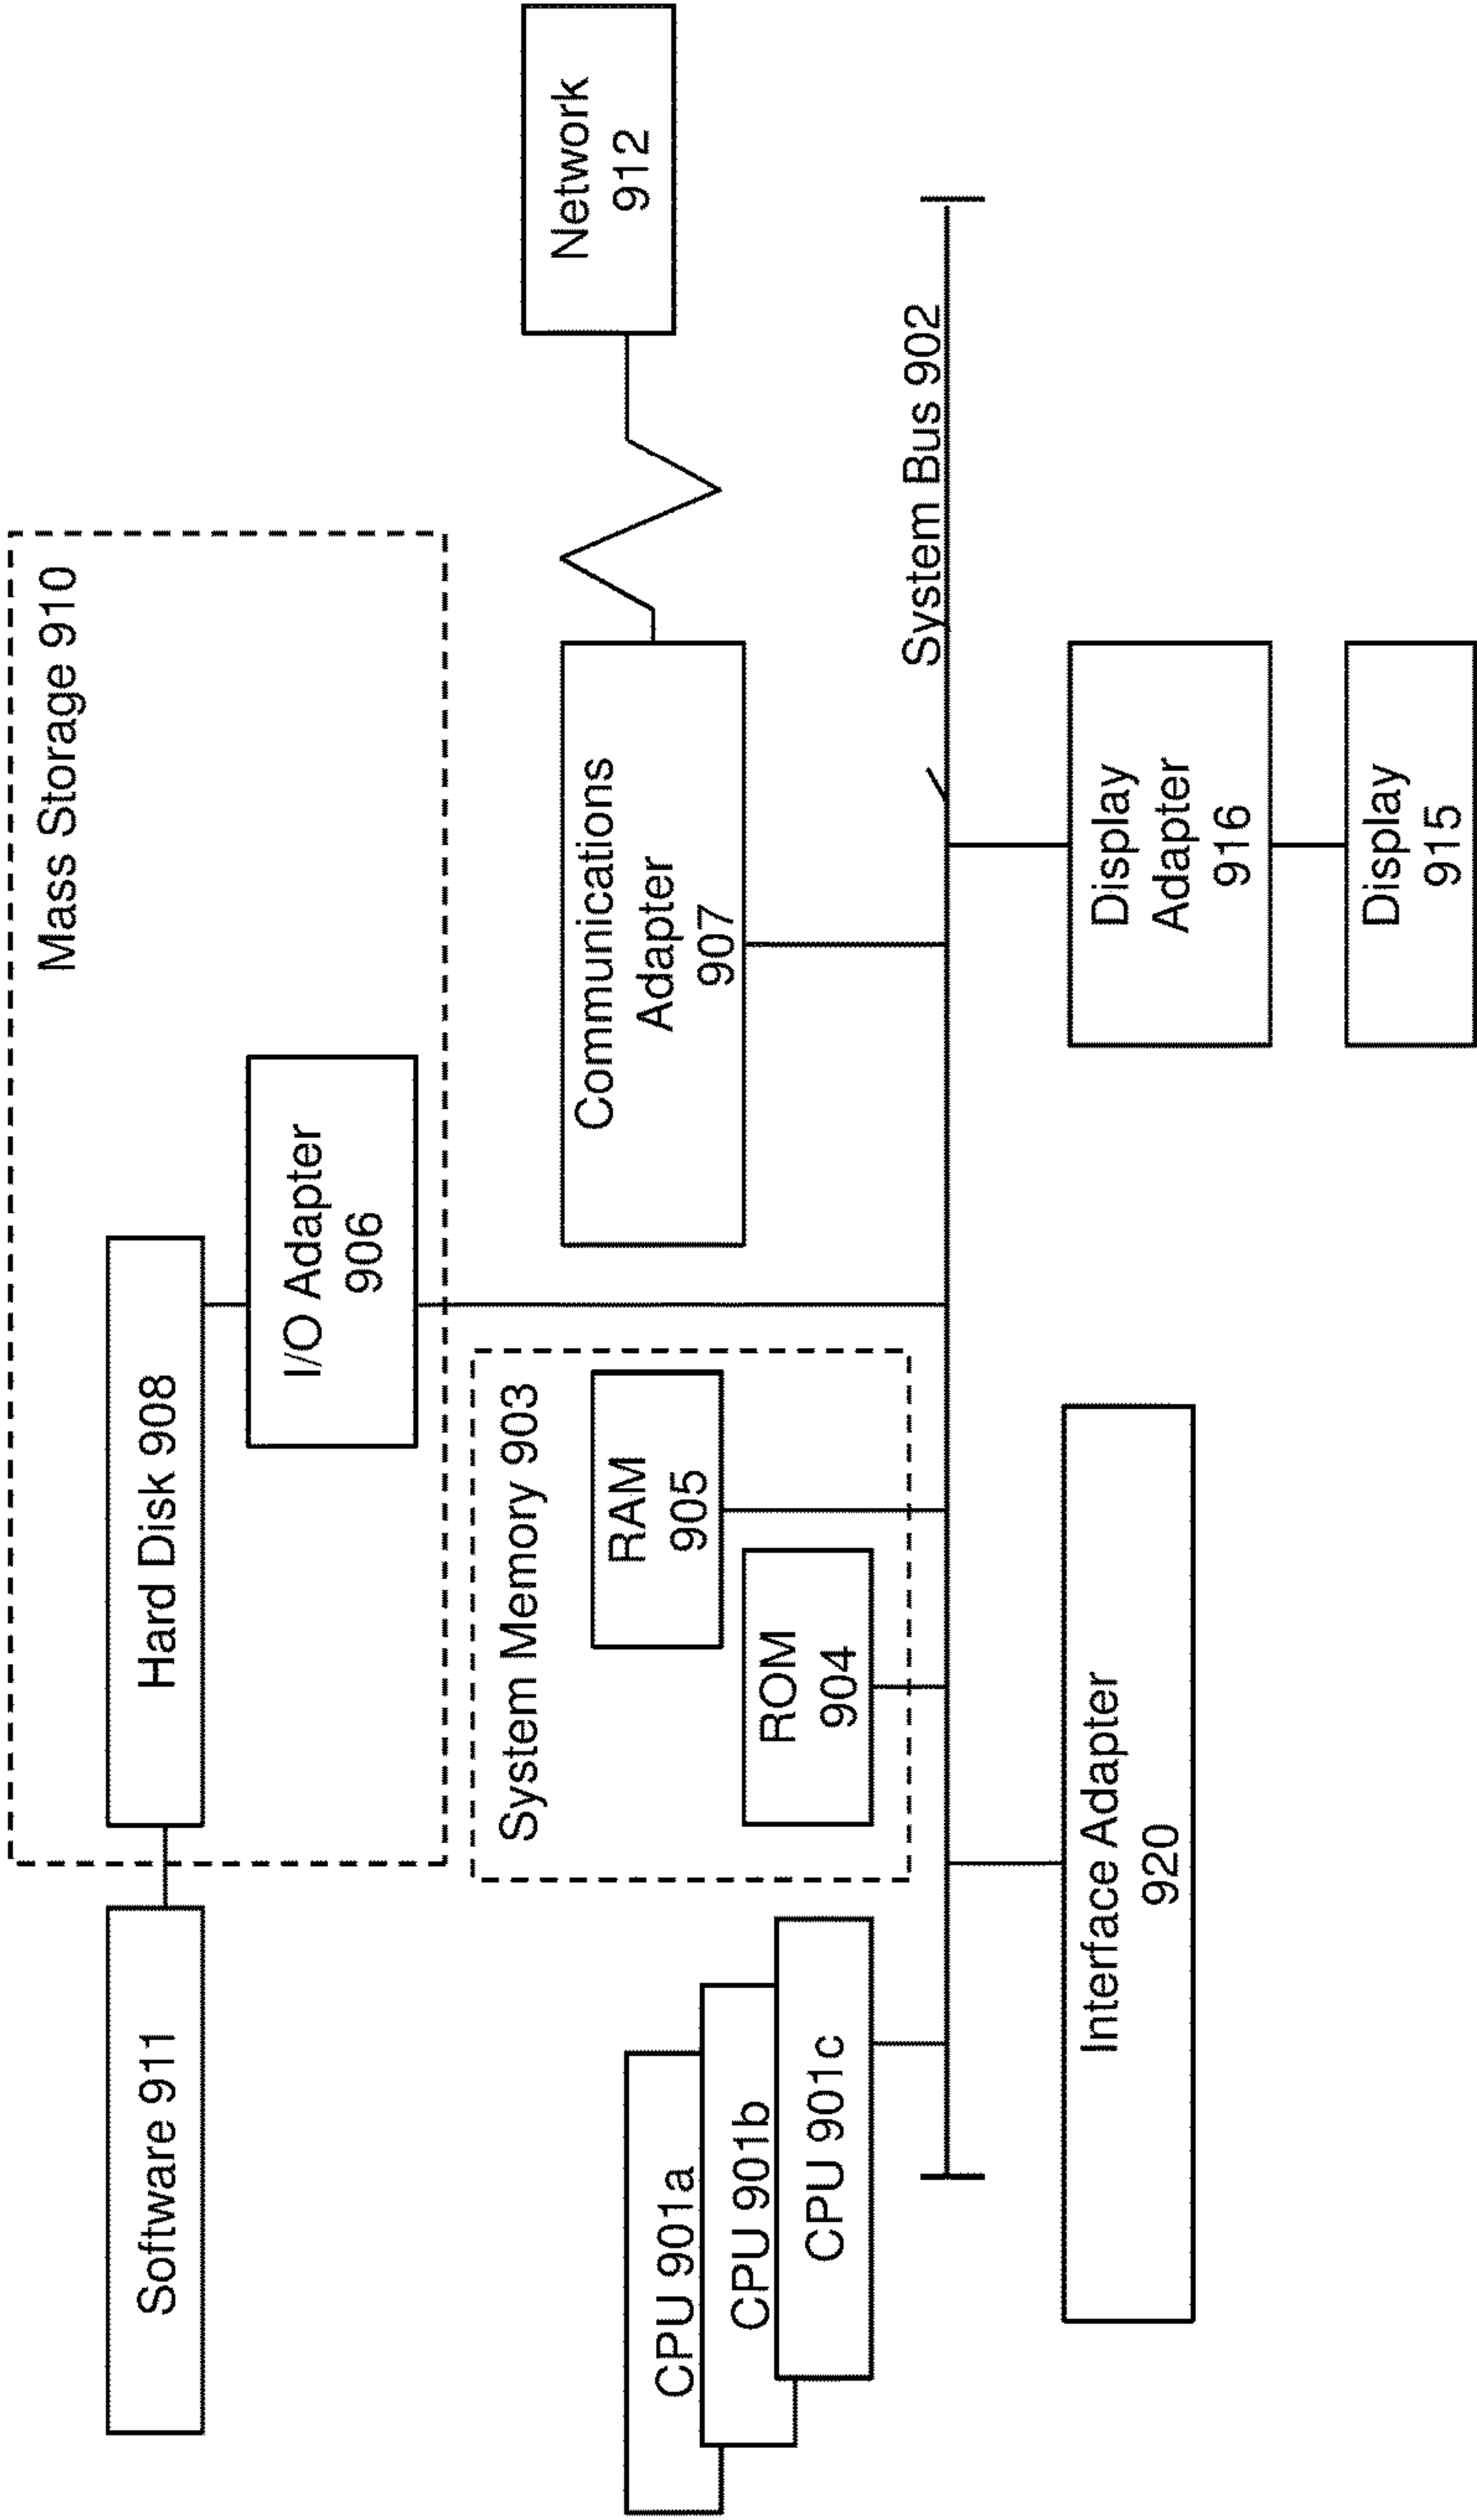 Mass Storage 910
Software 911
Hard Disk 908
I/O Adapter
906
System Memory 903
Network
912
Communications
Adapter
907
RAM
905
CPU 901a
CPU 901b
CPU 901c
ROM
904
System Bus 902
Interface Adapter
920
Display
Adapter
916
Display
915